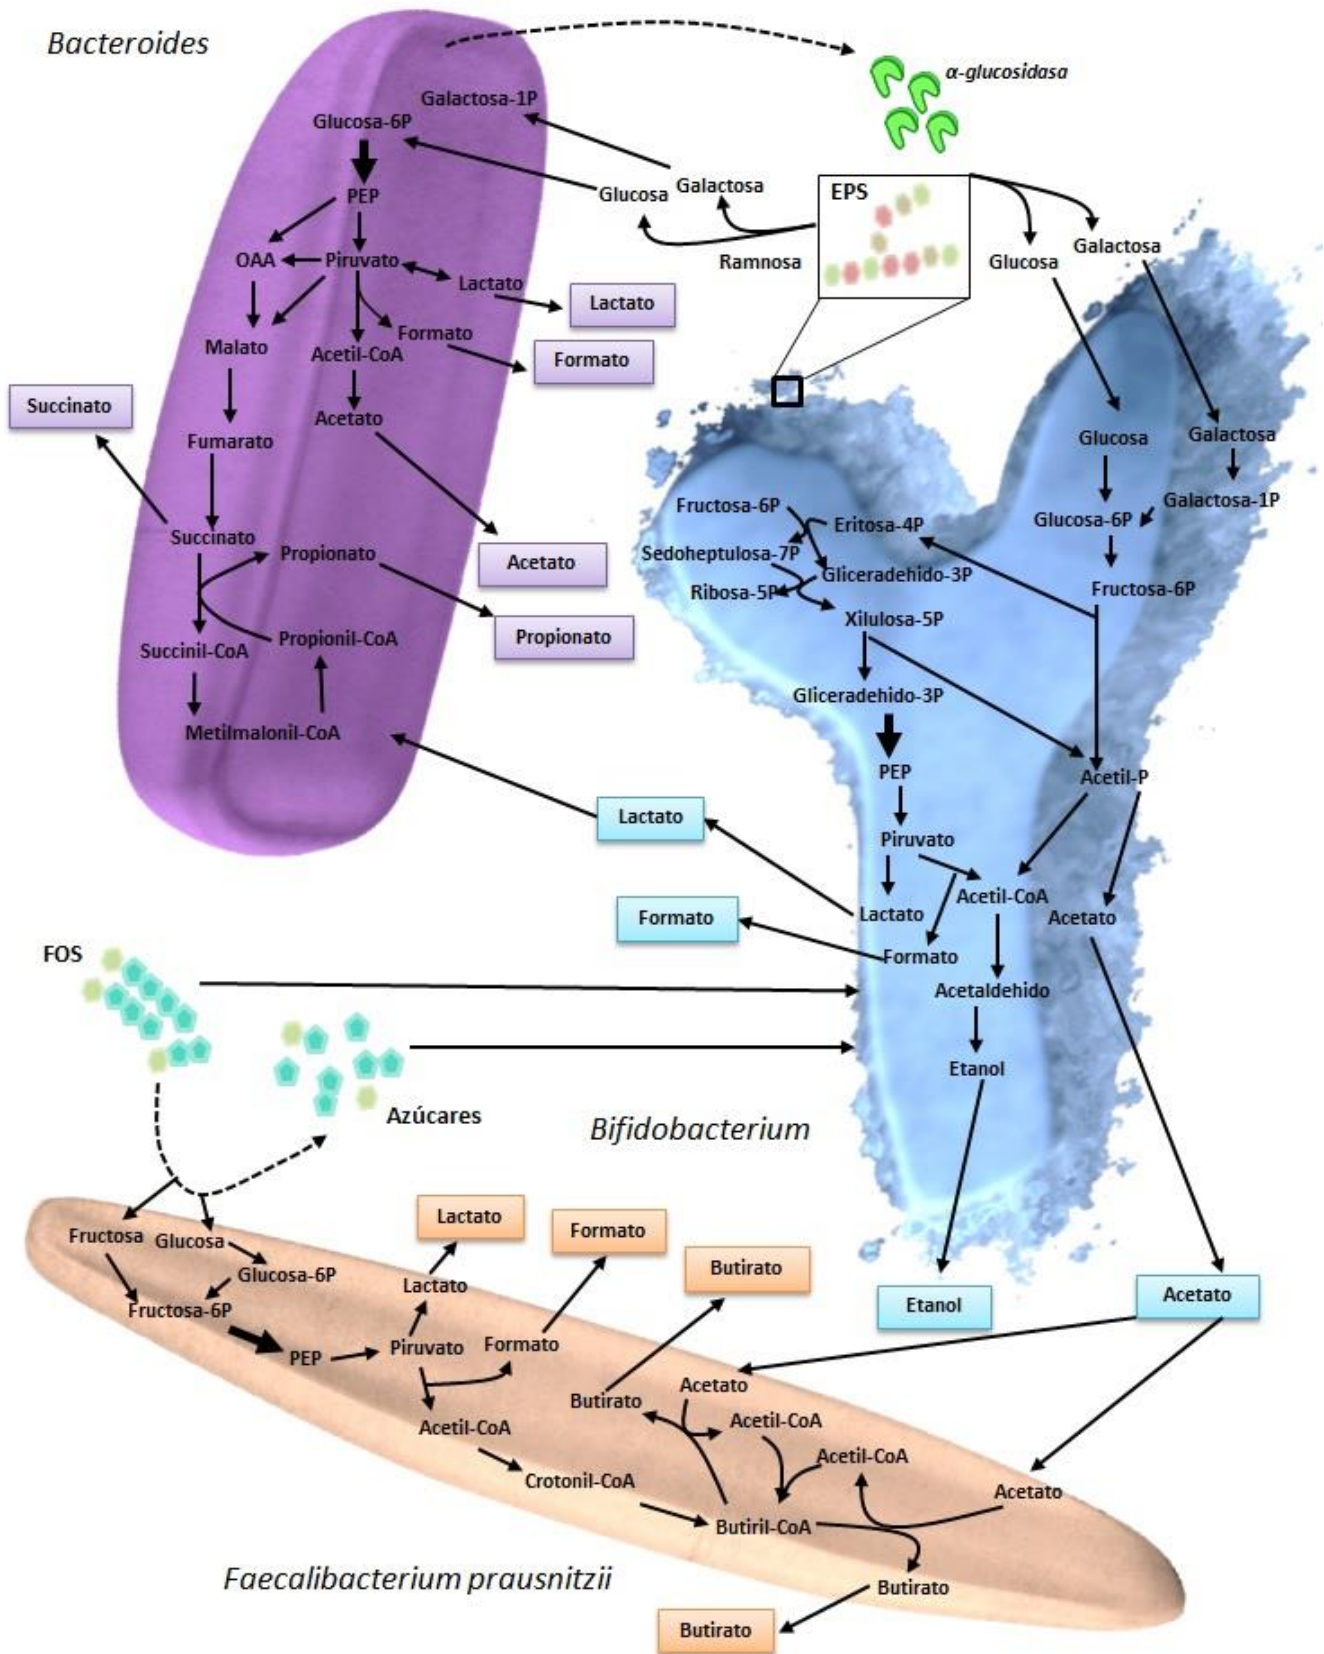 Bacteroides
α-glucosidasa
Galactosa-1P
Glucosa-6P
PEP
OAA
Piruvato
Lactato
Lactato
Formato
Formato
Malato
Acetil-CoA
Succinato
Acetato
Fumarato
Succinato
Propionato
Acetato
Propionil-CoA
Propionato
Succinil-CoA
Metilmalonil-CoA
Glucosa
Galactosa
Ramnosa
EPS
Glucosa
Galactosa
Glucosa
Galactosa
Galactosa-1P
Glucosa-6P
Fructosa-6P
Fructosa-6P
Eritosa-4P
Sedoheptulosa-7P
Gliceradehido-3P
Ribosa-5P
Xilulosa-5P
Gliceradehido-3P
PEP
Acetil-P
Piruvato
Lactato
Lactato
Acetil-CoA
Acetato
Formato
Formato
Acetaldehido
Etanol
Bifidobacterium
Etanol
Acetato
FOS
Azúcares
Fructosa
Glucosa
Glucosa-6P
Fructosa-6P
PEP
Piruvato
Lactato
Lactato
Formato
Formato
Butirato
Butirato
Acetato
Acetil-CoA
Acetil-CoA
Acetil-CoA
Crotonil-CoA
Butiril-CoA
Acetato
Butirato
Butirato
Faecalibacterium prausnitzii